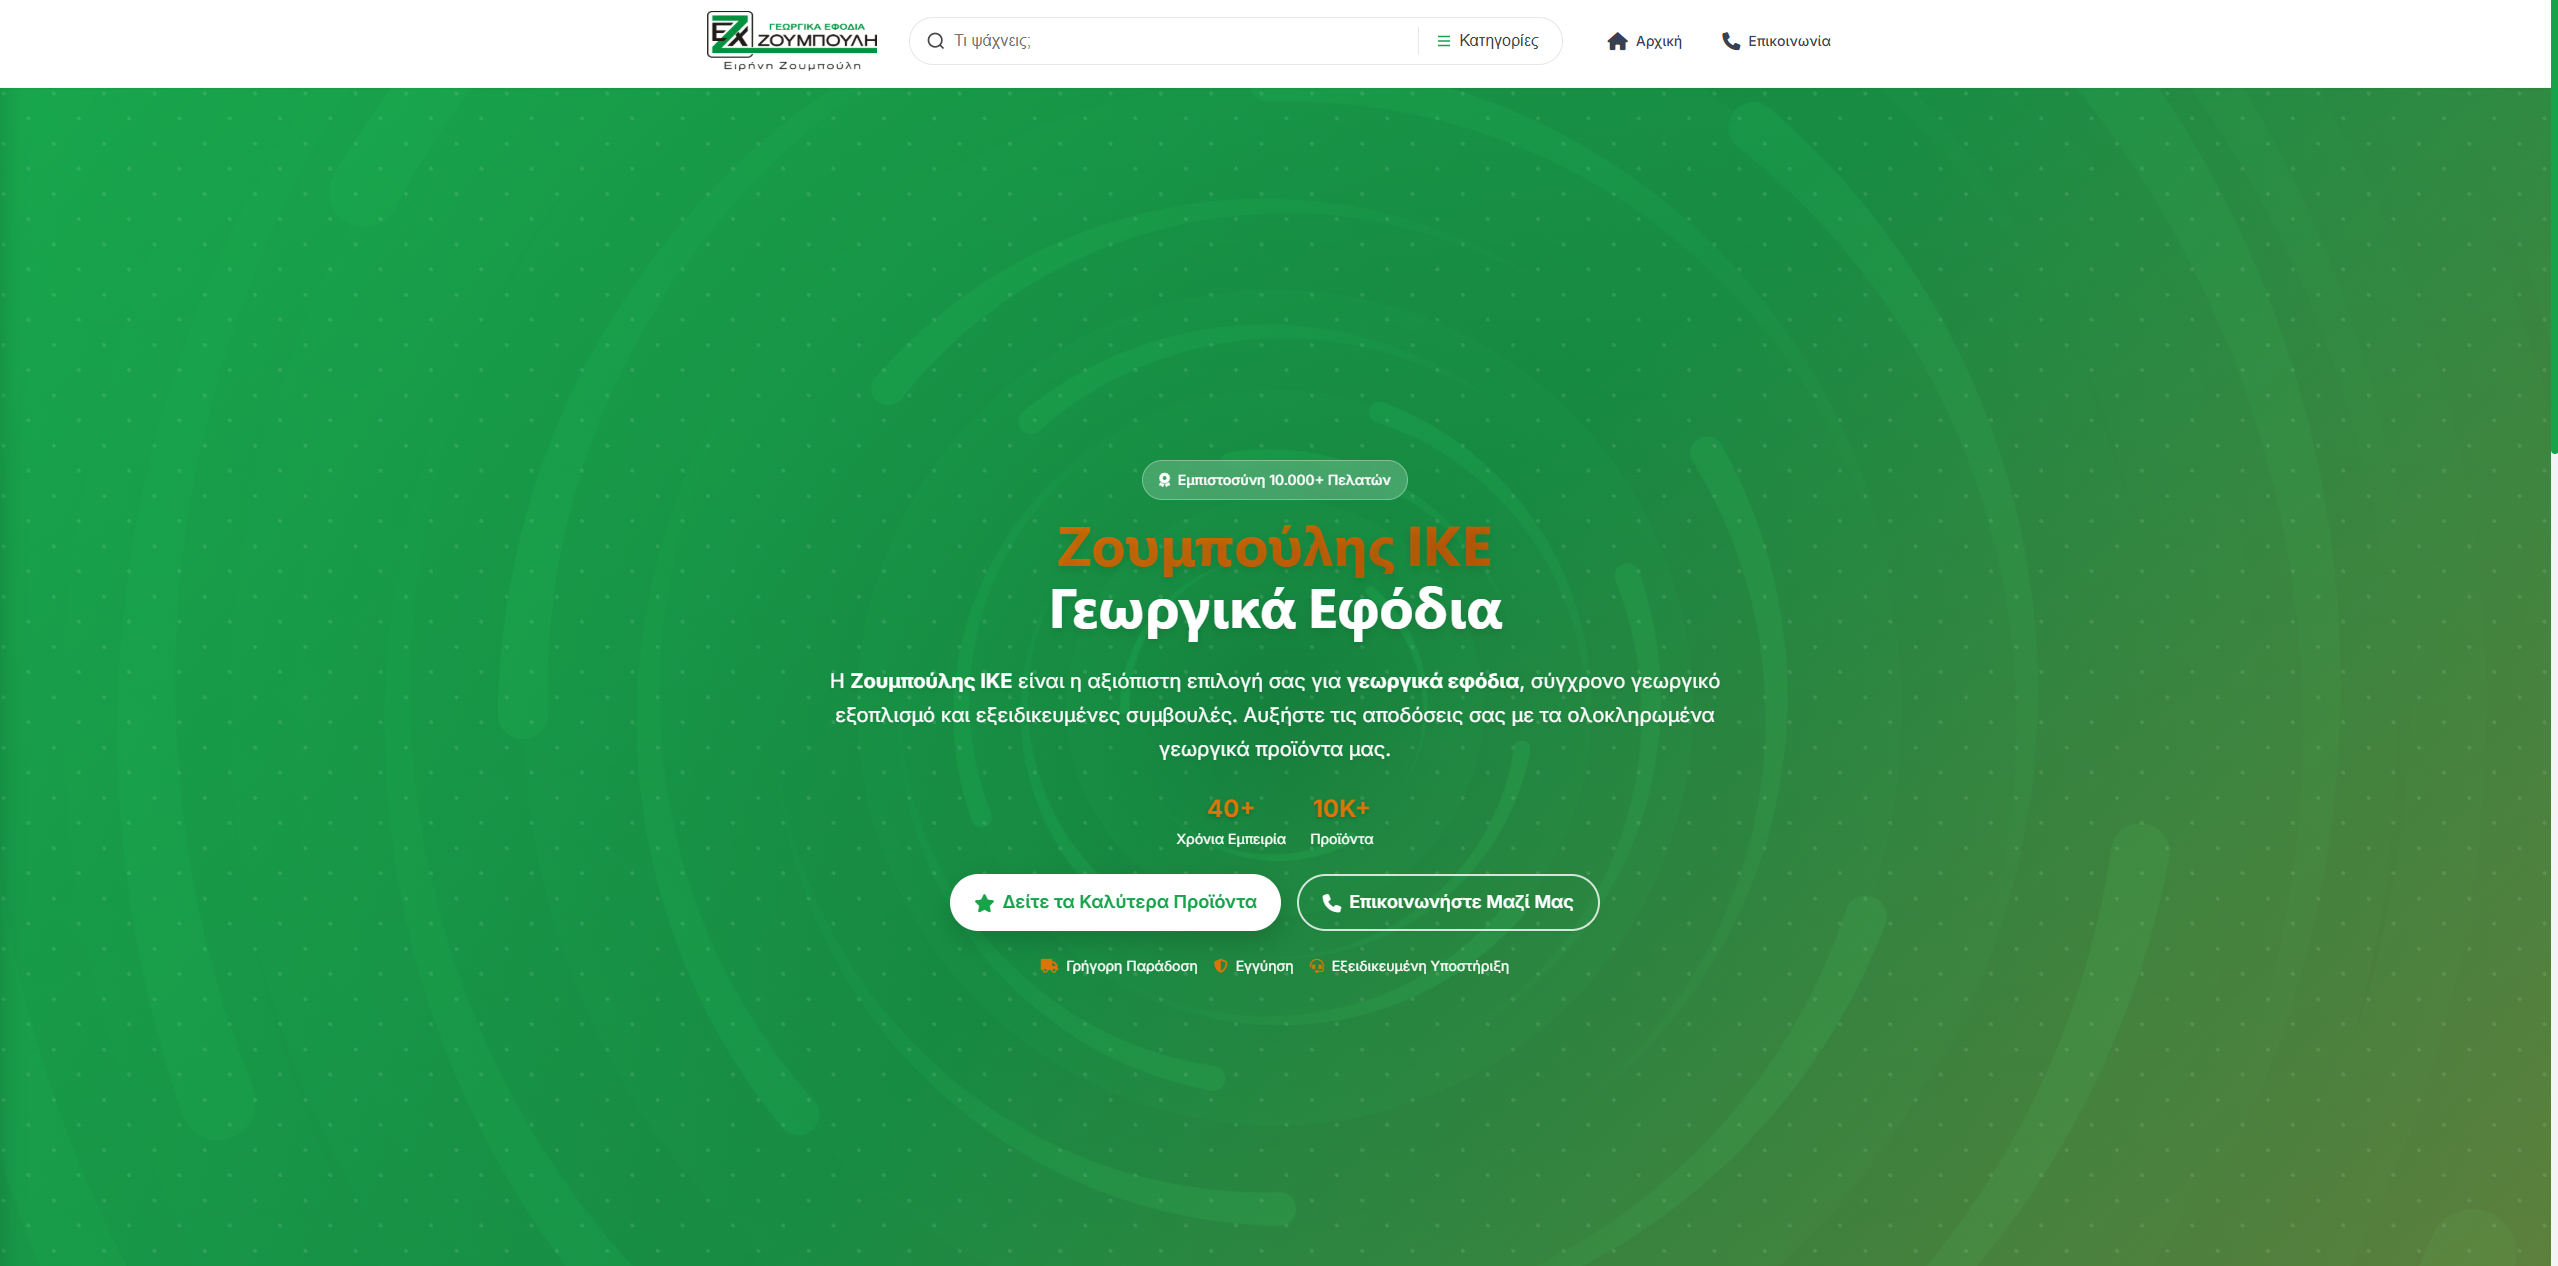 ΕΖ
ΓΕΩΡΓΙΚΑ ΕΦΟΔΙΑ
ΖΟΥΜΠΟΥΛΗ
Ειρήνη Ζουμπούλη
Τι ψάχνεις;
Κατηγορίες
Αρχική
Επικοινωνία
Εμπιστοσύνη 10.000+ Πελατών
Ζουμπούλης ΙΚΕ
Γεωργικά Εφόδια
Η Ζουμπούλης ΙΚΕ είναι η αξιόπιστη επιλογή σας για γεωργικά εφόδια, σύγχρονο γεωργικό
εξοπλισμό και εξειδικευμένες συμβουλές. Αυξήστε τις αποδόσεις σας με τα ολοκληρωμένα
γεωργικά προϊόντα μας.
40+ 10K+
Χρόνια Εμπειρία Προϊόντα
Δείτε τα Καλύτερα Προϊόντα
Επικοινωνήστε Μαζί Μας
Γρήγορη Παράδοση Εγγύηση Εξειδικευμένη Υποστήριξη